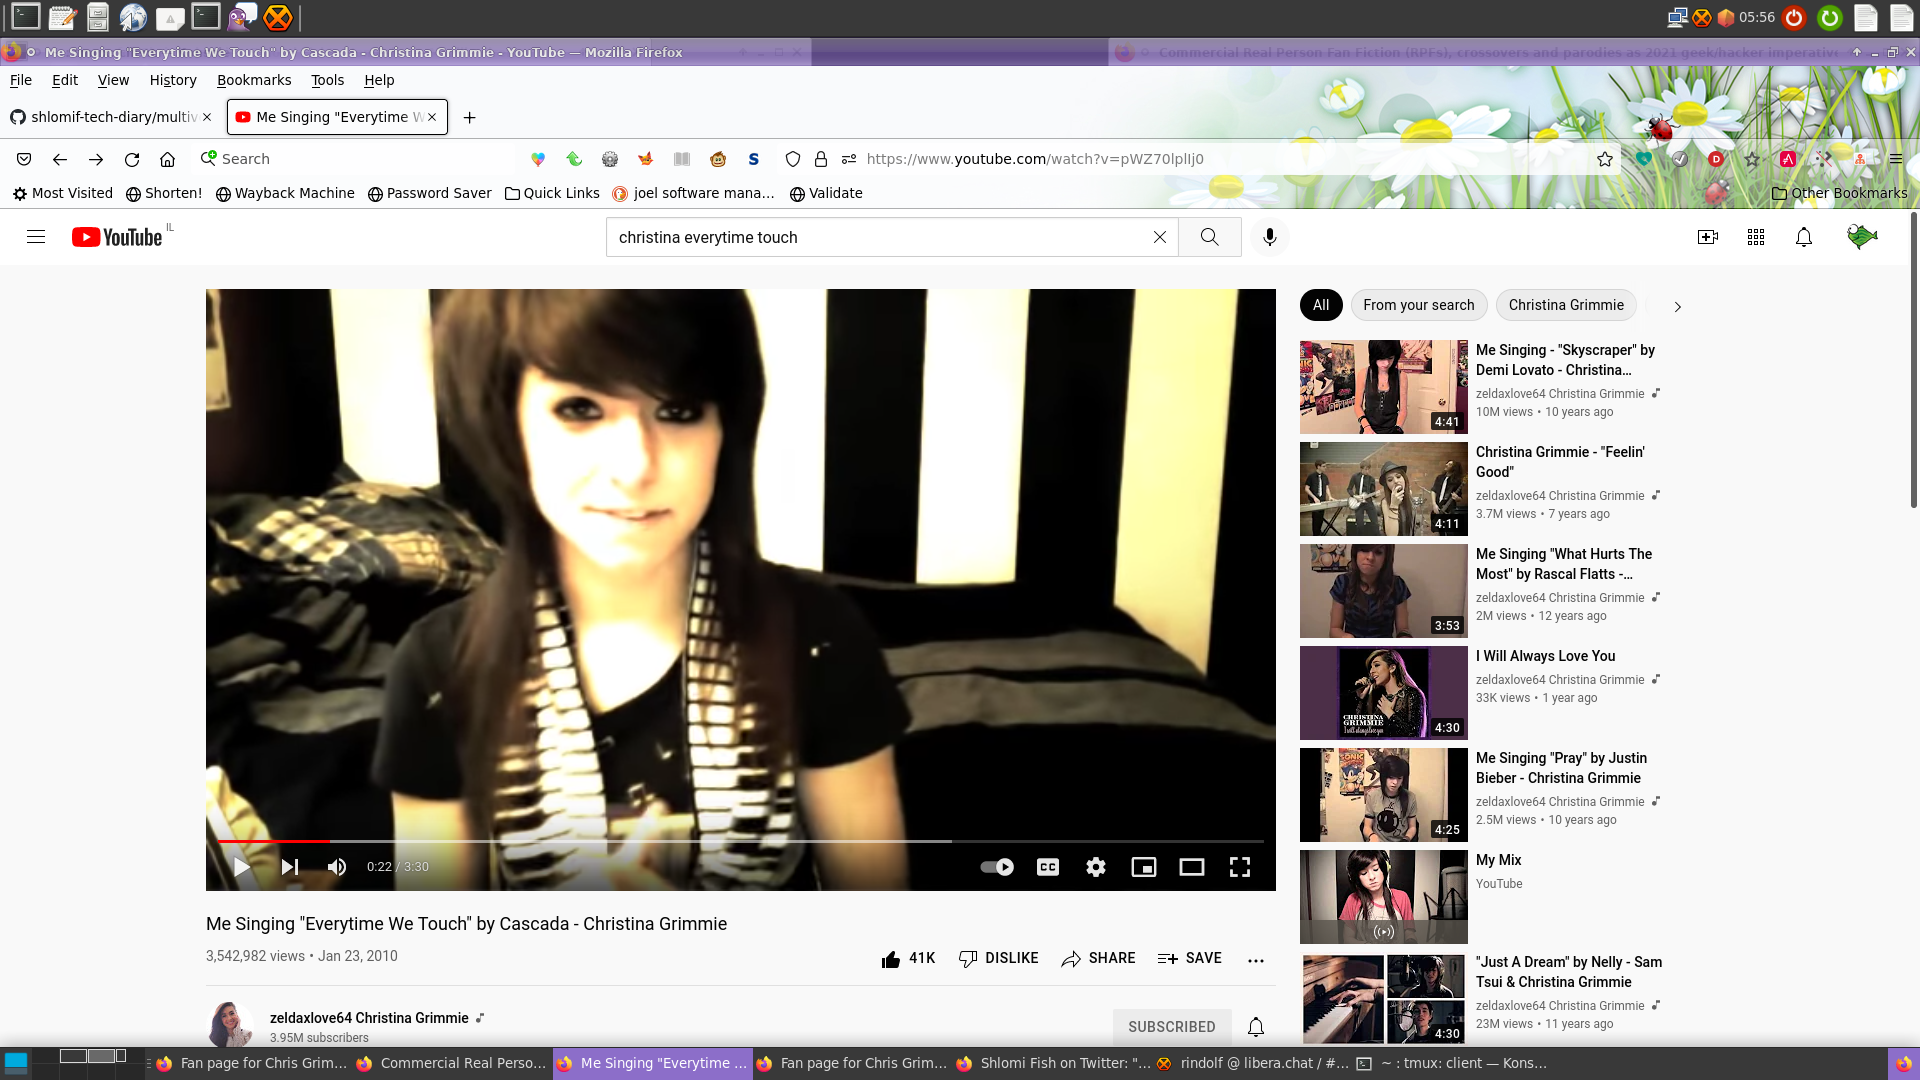 05:56
Me Singing "Everytime We Touch" by Cascada - Christina Grimmie - YouTube — Mozilla Firefox
Commercial Real Person Fan Fiction (RPFs), crossovers and parodies as 2021 geek/hacker imperative
File Edit View History Bookmarks Tools Help
shlomif-tech-diary/multiv
Me Singing "Everytime W
Search
https://www.youtube.com/watch?v=pWZ70lplIj0
Most Visited Shorten! Wayback Machine Password Saver Quick Links joel software mana... Validate Other Bookmarks
YouTube IL
christina everytime touch
All From your search Christina Grimmie
Me Singing - "Skyscraper" by
Demi Lovato - Christina...
zeldaxlove64 Christina Grimmie
10M views • 10 years ago
4:41
Christina Grimmie - "Feelin'
Good"
zeldaxlove64 Christina Grimmie
3.7M views • 7 years ago
4:11
Me Singing "What Hurts The
Most" by Rascal Flatts -...
zeldaxlove64 Christina Grimmie
2M views • 12 years ago
3:53
I Will Always Love You
zeldaxlove64 Christina Grimmie
33K views • 1 year ago
CHRISTINA
GRIMMIE
4:30
Me Singing "Pray" by Justin
Bieber - Christina Grimmie
zeldaxlove64 Christina Grimmie
2.5M views • 10 years ago
4:25
My Mix
YouTube
"Just A Dream" by Nelly - Sam
Tsui & Christina Grimmie
zeldaxlove64 Christina Grimmie
23M views • 11 years ago
4:30
0:22 / 3:30
CC
Me Singing "Everytime We Touch" by Cascada - Christina Grimmie
3,542,982 views • Jan 23, 2010
41K DISLIKE SHARE SAVE
zeldaxlove64 Christina Grimmie
3.95M subscribers
SUBSCRIBED
Fan page for Chris Grim... Commercial Real Perso... Me Singing "Everytime ... Fan page for Chris Grim... Shlomi Fish on Twitter: "... rindolf @ libera.chat / #... ~ : tmux: client — Kons...